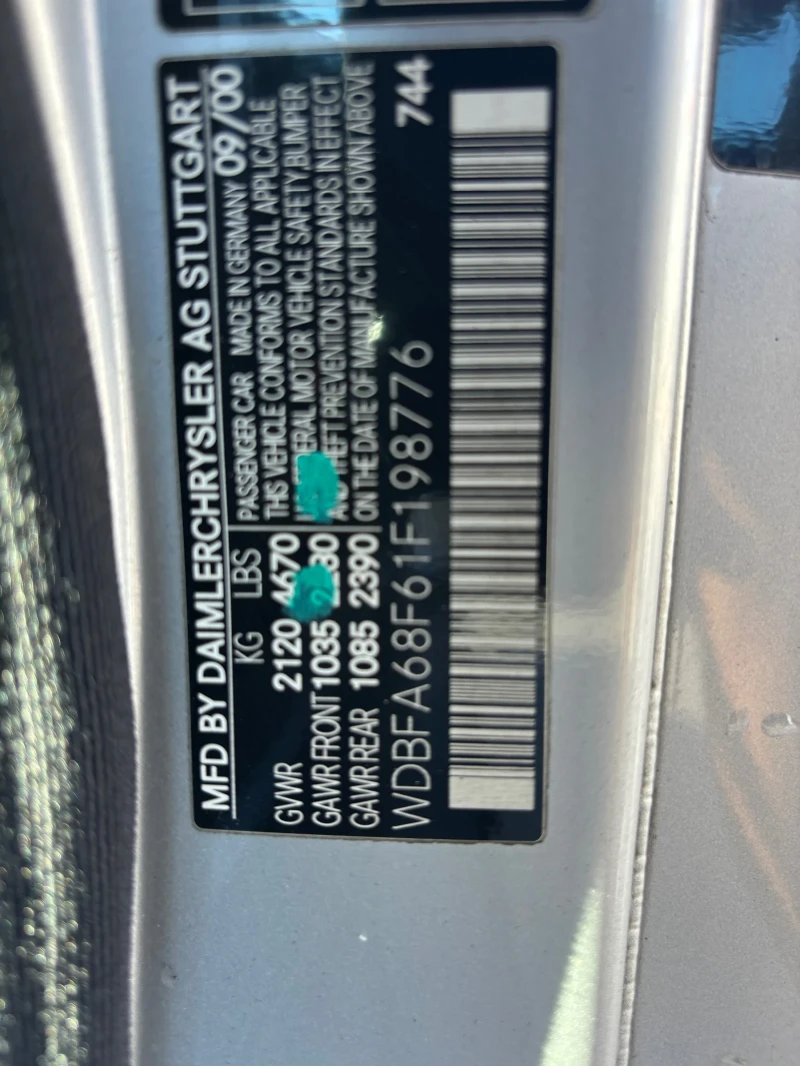 MFD BY DAIMLERCHRYSLER AG STUTTGART
KG LBS
GVWR 2120 4670
GAWR FRONT 1035 2280
GAWR REAR 1085 2390
PASSENGER CAR MADE IN GERMANY 09/00
THIS VEHICLE CONFORMS TO ALL APPLICABLE
MOTOR VEHICLE SAFETY, BUMPER
AND THEFT PREVENTION STANDARDS IN EFFECT
ON THE DATE OF MANUFACTURE SHOWN ABOVE
WDBFA68F61F198776
744